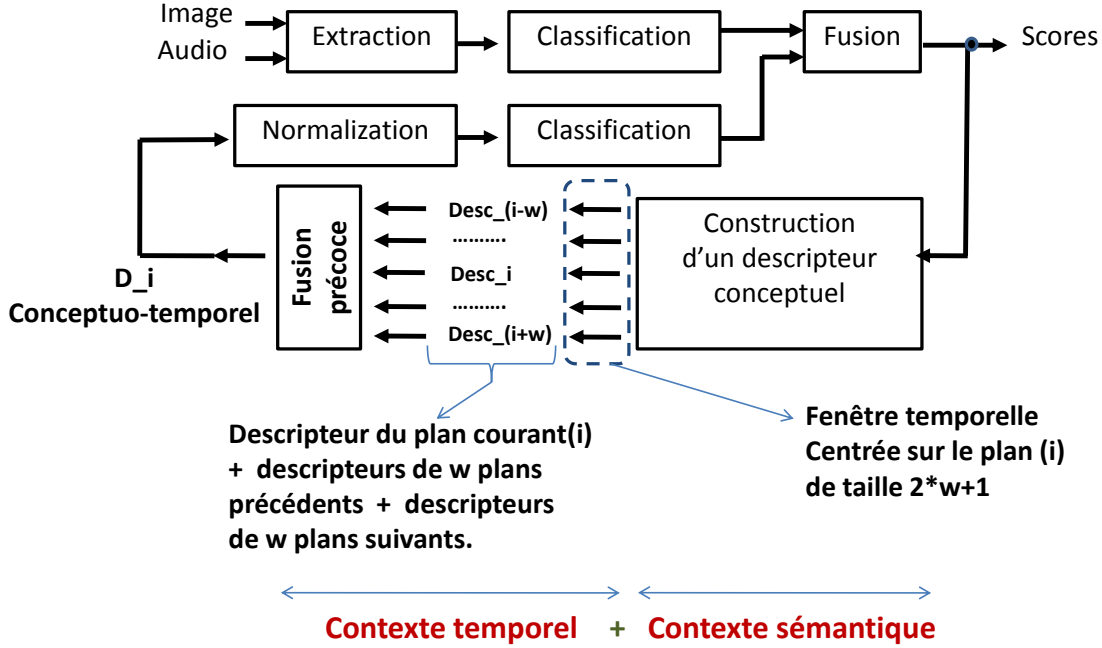 Image
Audio
Extraction
Classification
Fusion
Scores
Normalization
Classification
Fusion
précoce
Desc_(i-w)
..........
Desc_i
..........
Desc_(i+w)
Construction
d'un descripteur
conceptuel
D_i
Conceptuo-temporel
Descripteur du plan courant(i)
+ descripteurs de w plans
précédents + descripteurs
de w plans suivants.
Fenêtre temporelle
Centrée sur le plan (i)
de taille 2*w+1
Contexte temporel + Contexte sémantique